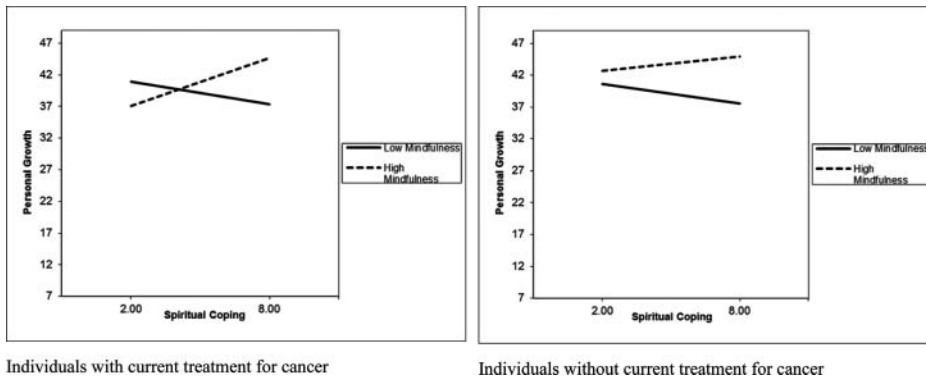 47
42
37
32
27
22
17
12
7
Personal Growth
2.00
8.00
Spiritual Coping
Low Mindfulness
High
Mindfulness
Individuals with current treatment for cancer
47
42
37
32
27
22
17
12
7
Personal Growth
2.00
8.00
Spiritual Coping
Low Mindfulness
High
Mindfulness
Individuals without current treatment for cancer